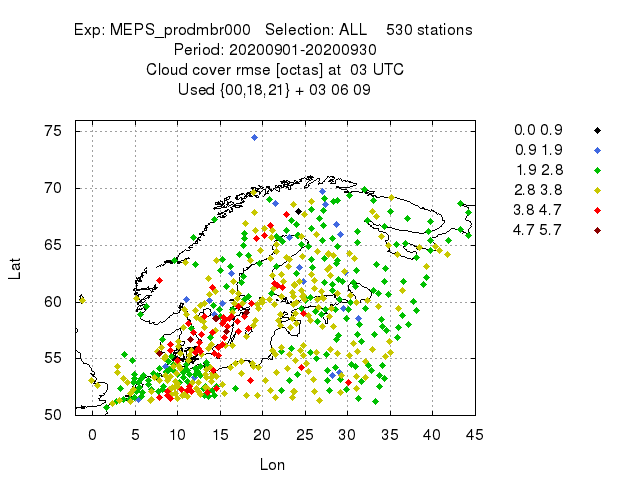 Exp: MEPS_prodmbr000 Selection: ALL 530 stations
Period: 20200901-20200930
Cloud cover rmse [octas] at 03 UTC
Used {00,18,21} + 03 06 09
0.0 0.9
0.9 1.9
1.9 2.8
2.8 3.8
3.8 4.7
4.7 5.7
75
70
65
60
55
50
Lat
0 5 10 15 20 25 30 35 40 45
Lon